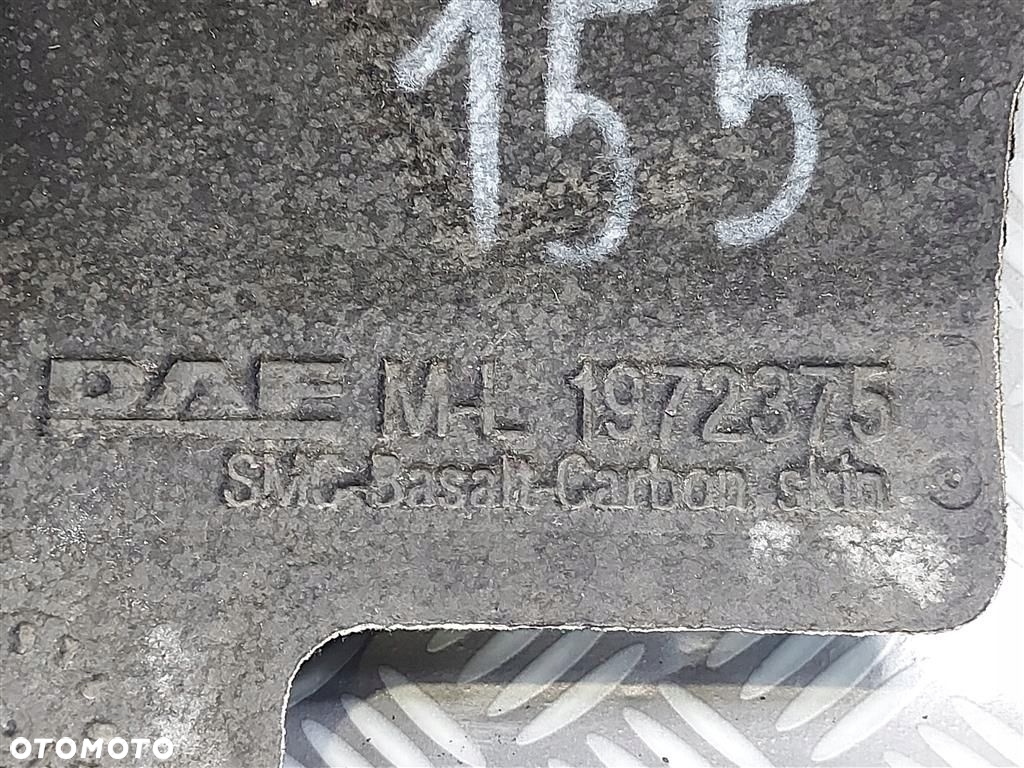 155
DAF M-L 1972375
SMC-Basalt-Carbon skin
OTOMOTO